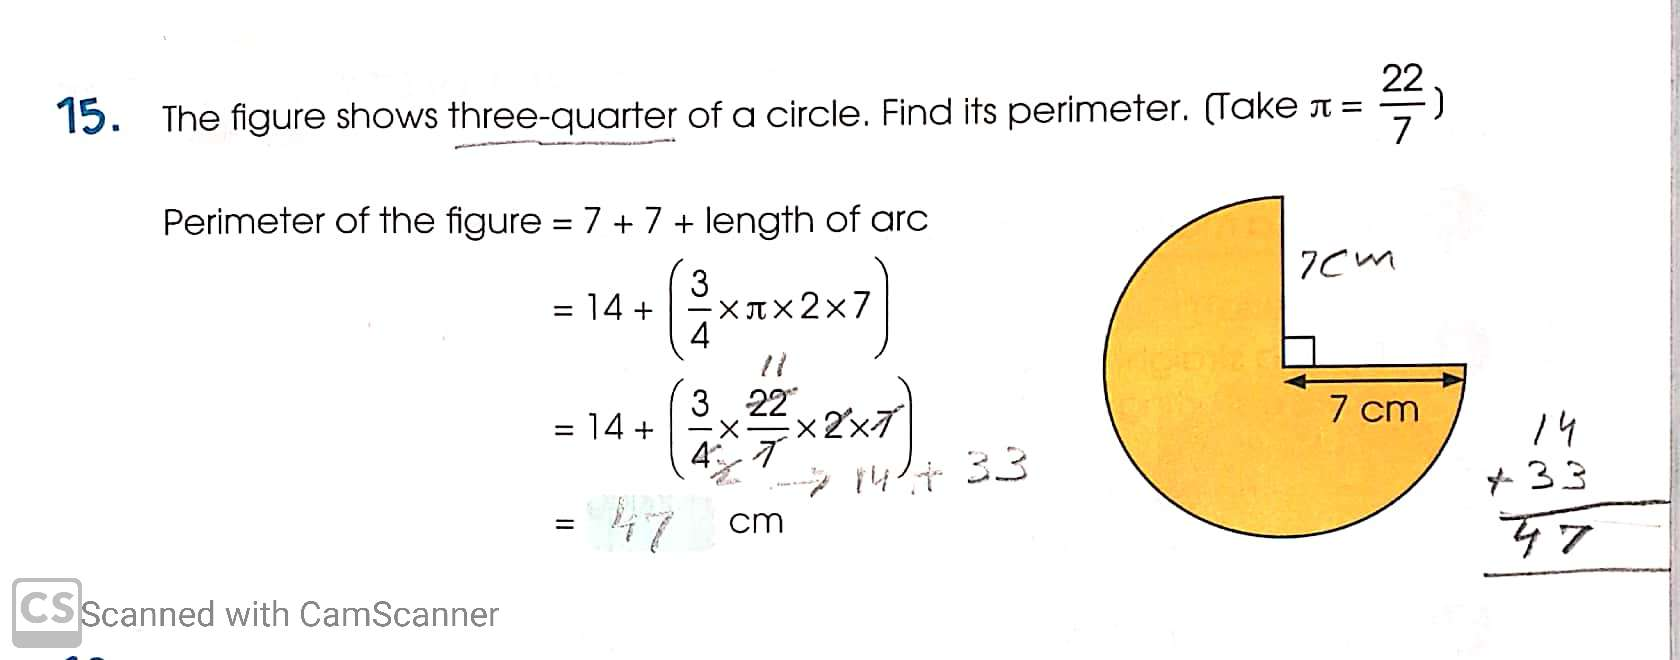 15. The figure shows three-quarter of a circle. Find its perimeter. (Take π = 22/7)
Perimeter of the figure = 7 + 7 + length of arc
7cm
= 14 + (3/4 × π × 2 × 7)
11
= 14 + (3/4 × 22/7 × 2 × 7)
2 → 14 + 33
7 cm
14
+ 33
47
= 47 cm
CS Scanned with CamScanner